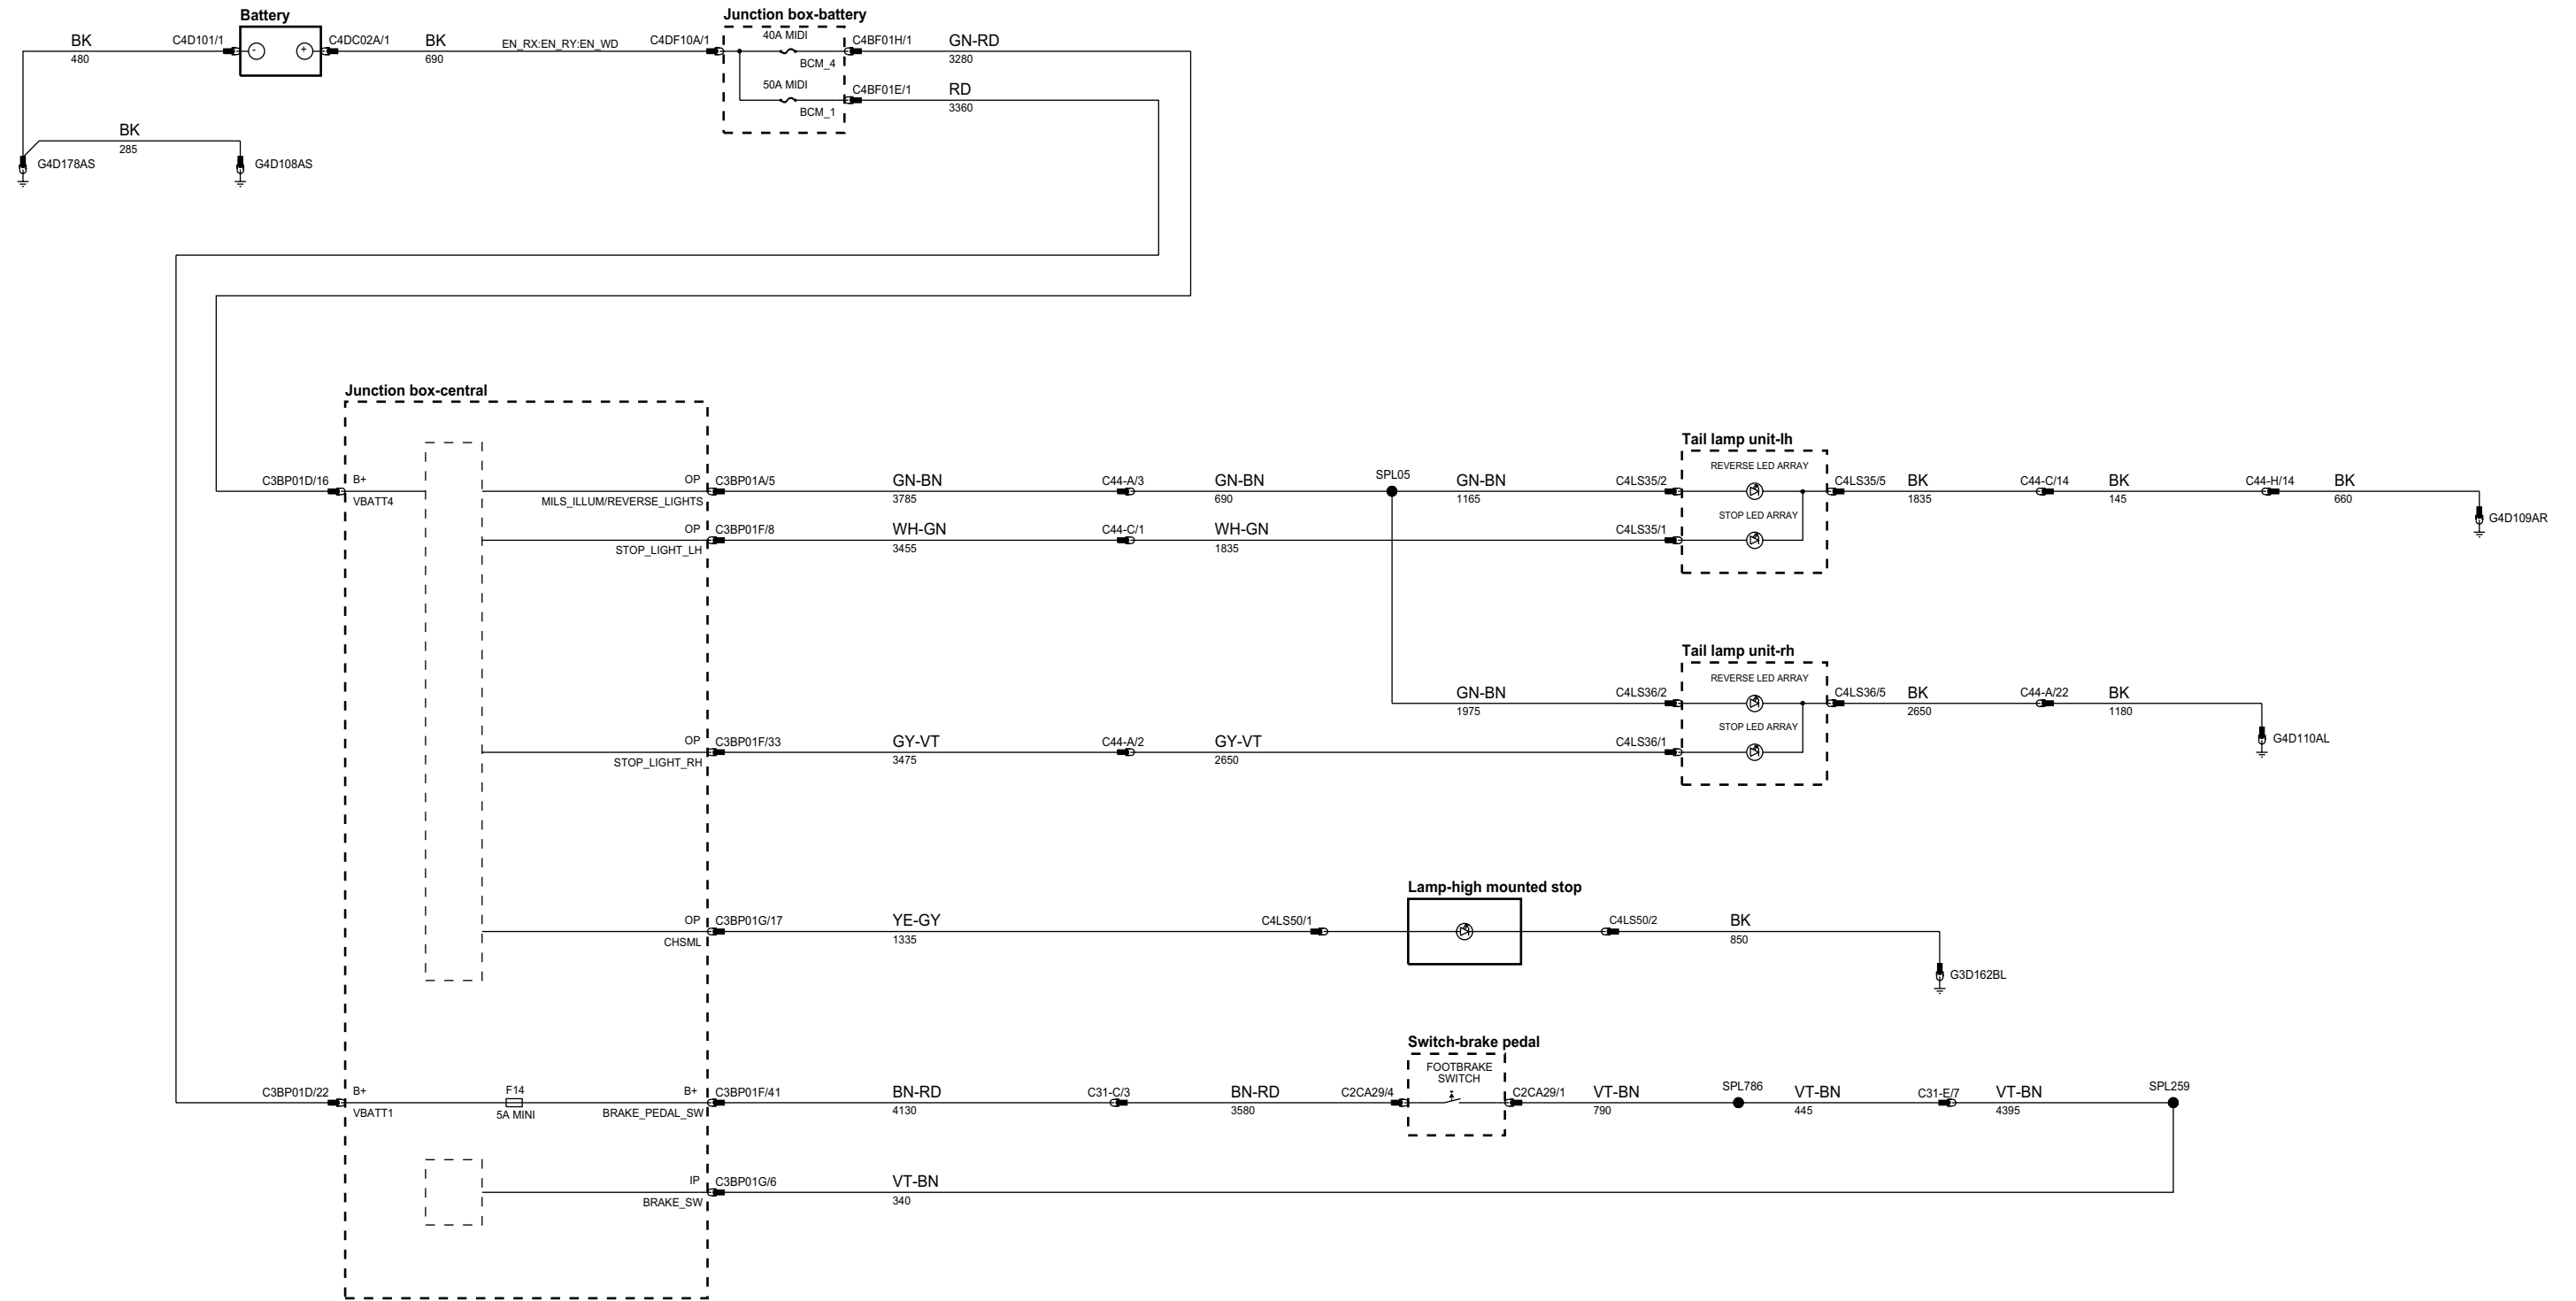 Battery
Junction box-battery
BK
480
C4D101/1
-
+
C4DC02A/1
BK
690
EN_RX:EN_RY:EN_WD
C4DF10A/1
40A MIDI
BCM_4
C4BF01H/1
GN-RD
3280
50A MIDI
BCM_1
C4BF01E/1
RD
3360
BK
285
G4D178AS
G4D108AS
Junction box-central
C3BP01D/16
B+
VBATT4
OP
MILS_ILLUM/REVERSE_LIGHTS
C3BP01A/5
GN-BN
3785
C44-A/3
GN-BN
690
SPL05
GN-BN
1165
C4LS35/2
Tail lamp unit-lh
REVERSE LED ARRAY
STOP LED ARRAY
C4LS35/5
BK
1835
C44-C/14
BK
145
C44-H/14
BK
660
G4D109AR
OP
STOP_LIGHT_LH
C3BP01F/8
WH-GN
3455
C44-C/1
WH-GN
1835
C4LS35/1
Tail lamp unit-rh
REVERSE LED ARRAY
STOP LED ARRAY
GN-BN
1975
C4LS36/2
C4LS36/5
BK
2650
C44-A/22
BK
1180
G4D110AL
OP
STOP_LIGHT_RH
C3BP01F/33
GY-VT
3475
C44-A/2
GY-VT
2650
C4LS36/1
Lamp-high mounted stop
OP
CHSML
C3BP01G/17
YE-GY
1335
C4LS50/1
C4LS50/2
BK
850
G3D162BL
Switch-brake pedal
FOOTBRAKE
SWITCH
C3BP01D/22
B+
VBATT1
F14
5A MINI
B+
BRAKE_PEDAL_SW
C3BP01F/41
BN-RD
4130
C31-C/3
BN-RD
3580
C2CA29/4
C2CA29/1
VT-BN
790
SPL786
VT-BN
445
C31-E/7
VT-BN
4395
SPL259
IP
BRAKE_SW
C3BP01G/6
VT-BN
340